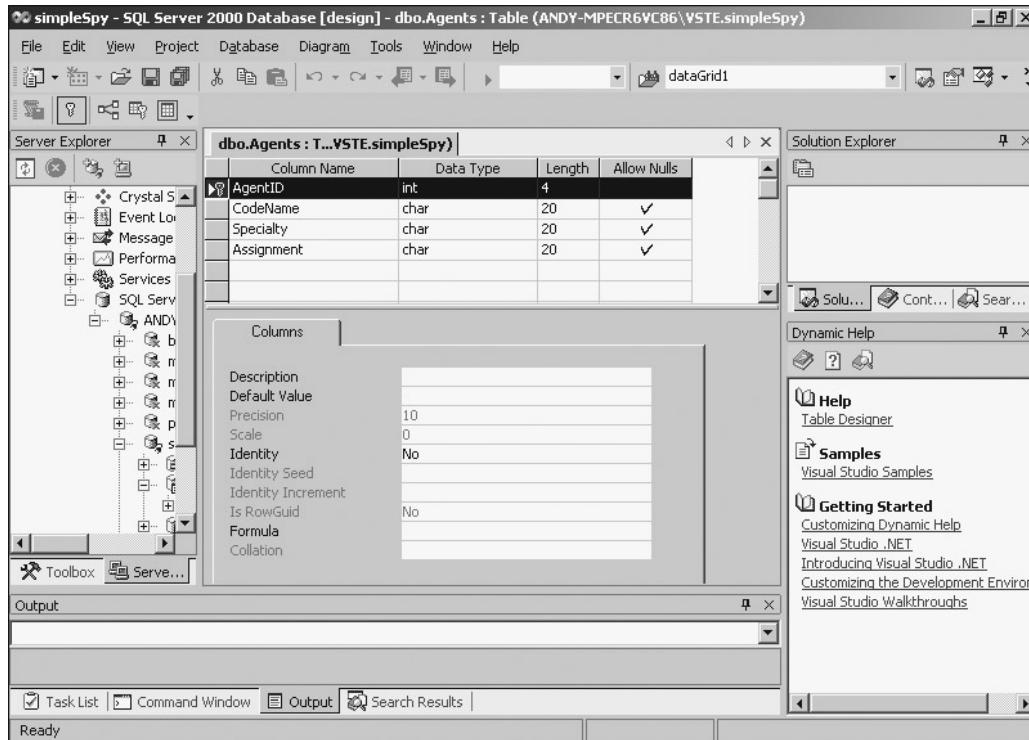 simpleSpy - SQL Server 2000 Database [design] - dbo.Agents : Table (ANDY-MPECR6VC86\VSTE.simpleSpy)
File Edit View Project Database Diagram Tools Window Help
dataGrid1
Server Explorer
Crystal S
Event Lo
Message
Performa
Services
SQL Serv
ANDY
b
m
m
m
p
s
Toolbox Serve...
dbo.Agents : T...VSTE.simpleSpy)
Column Name Data Type Length Allow Nulls
AgentID int 4
CodeName char 20 ✓
Specialty char 20 ✓
Assignment char 20 ✓
Columns
Description
Default Value
Precision 10
Scale 0
Identity No
Identity Seed
Identity Increment
Is RowGuid No
Formula
Collation
Solution Explorer
Solu... Cont... Sear...
Dynamic Help
Help
Table Designer
Samples
Visual Studio Samples
Getting Started
Customizing Dynamic Help
Visual Studio .NET
Introducing Visual Studio .NET
Customizing the Development Enviro
Visual Studio Walkthroughs
Output
Task List Command Window Output Search Results
Ready